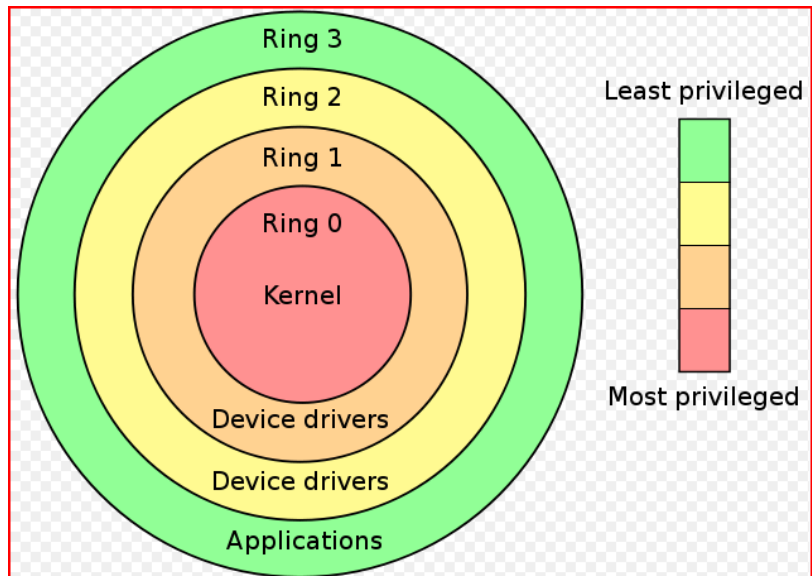 Ring 3
Ring 2
Ring 1
Ring 0
Kernel
Device drivers
Device drivers
Applications
Least privileged
Most privileged